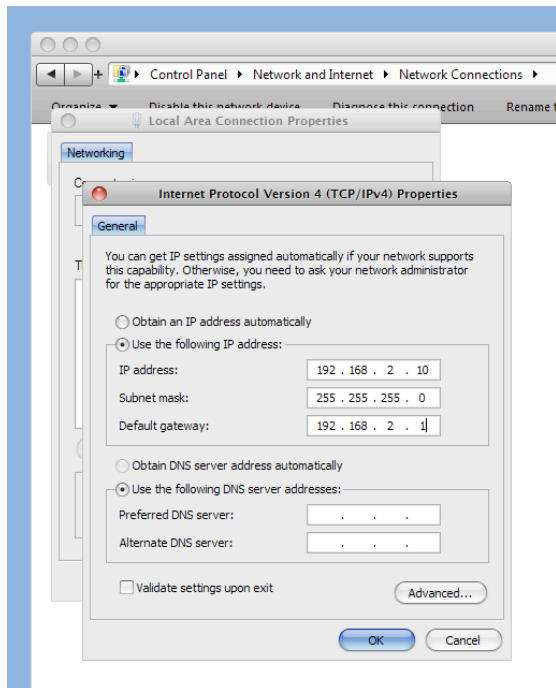 Control Panel Network and Internet Network Connections
Organize Disable this network device Diagnose this connection Rename
Local Area Connection Properties
Networking
Internet Protocol Version 4 (TCP/IPv4) Properties
General
You can get IP settings assigned automatically if your network supports
this capability. Otherwise, you need to ask your network administrator
for the appropriate IP settings.
Obtain an IP address automatically
Use the following IP address:
IP address: 192 . 168 . 2 . 10
Subnet mask: 255 . 255 . 255 . 0
Default gateway: 192 . 168 . 2 . 1
Obtain DNS server address automatically
Use the following DNS server addresses:
Preferred DNS server: . . .
Alternate DNS server: . . .
Validate settings upon exit
Advanced...
OK Cancel